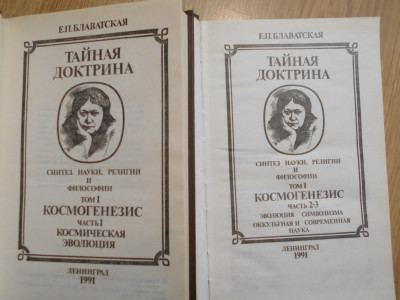 Е.П.БЛАВАТСКАЯ
ТАЙНАЯ
ДОКТРИНА
СИНТЕЗ НАУКИ, РЕЛИГИИ
И
ФИЛОСОФИИ
ТОМ I
КОСМОГЕНЕЗИС
ЧАСТЬ I
КОСМИЧЕСКАЯ
ЭВОЛЮЦИЯ
ЛЕНИНГРАД
1991
Е.П.БЛАВАТСКАЯ
ТАЙНАЯ
ДОКТРИНА
СИНТЕЗ НАУКИ, РЕЛИГИИ
И
ФИЛОСОФИИ
ТОМ I
КОСМОГЕНЕЗИС
ЧАСТЬ 2-3
ЭВОЛЮЦИЯ СИМВОЛИЗМА
ОККУЛЬТНАЯ И СОВРЕМЕННАЯ
НАУКА
ЛЕНИНГРАД
1991